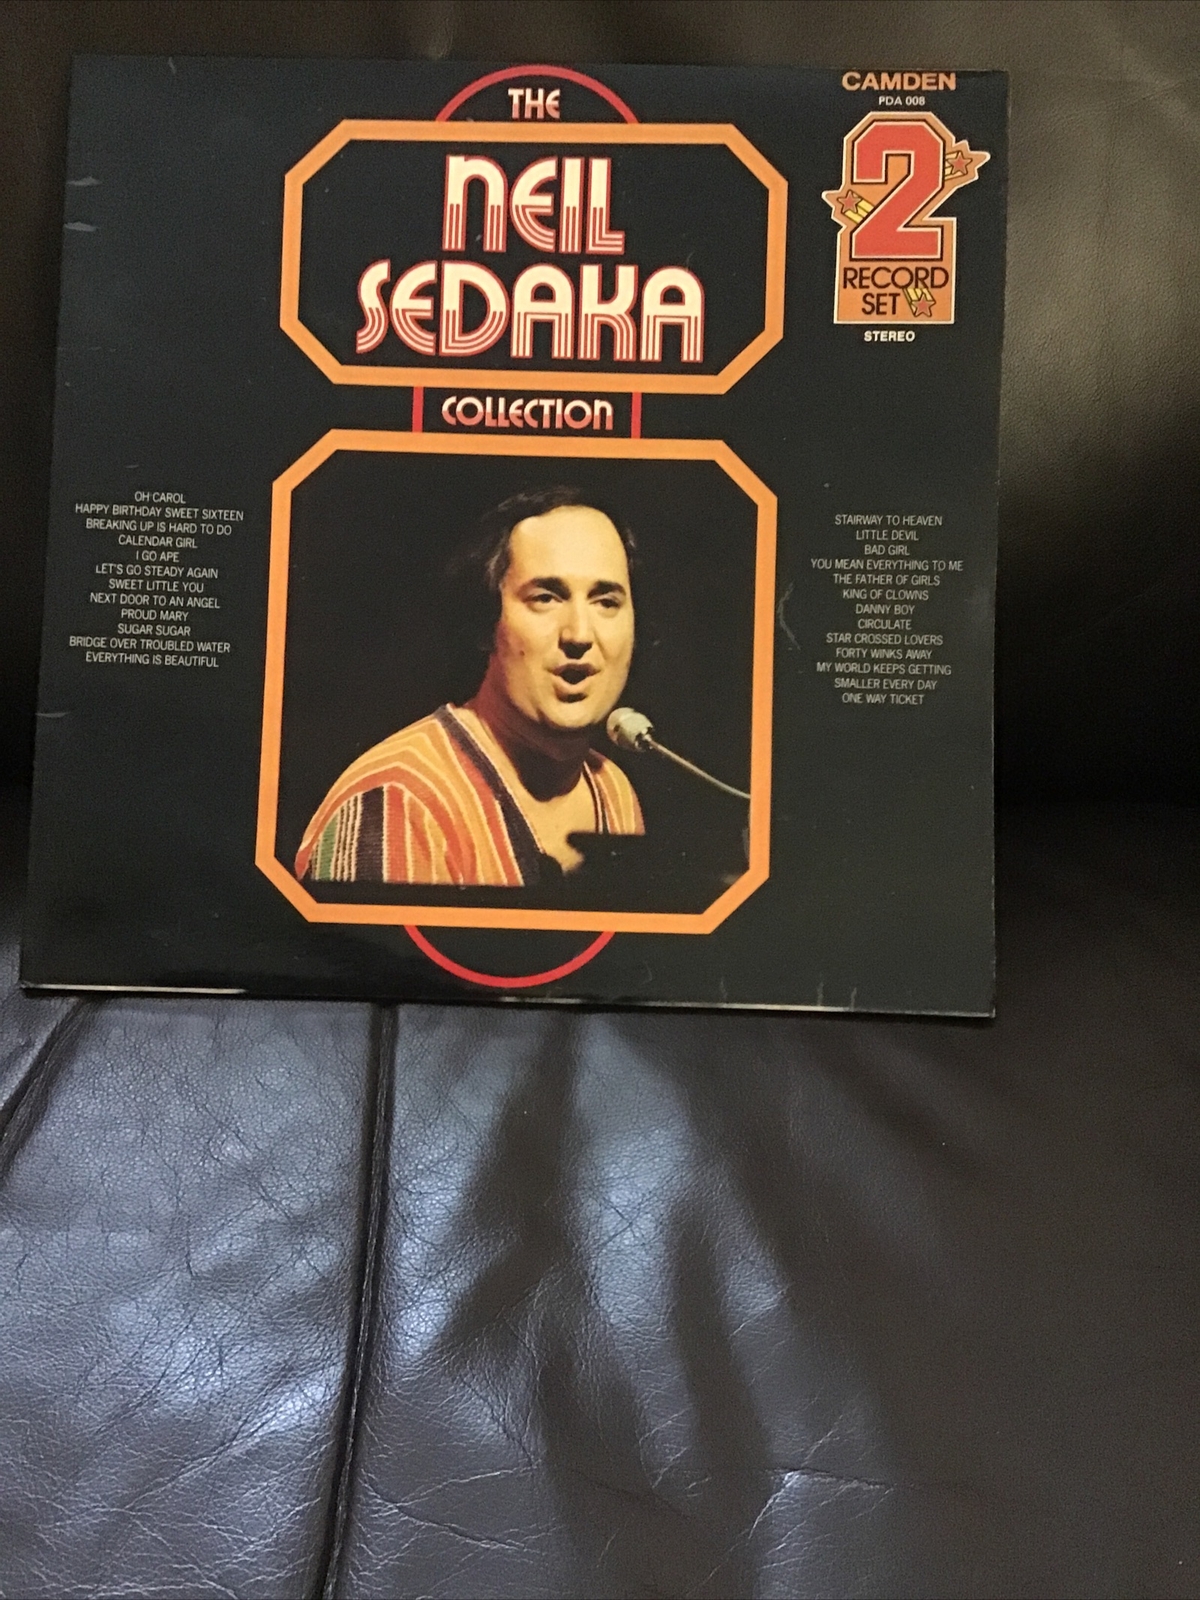 THE
NEIL
SEDAKA
COLLECTION
CAMDEN
PDA 008
2
RECORD
SET
STEREO
OH CAROL
HAPPY BIRTHDAY SWEET SIXTEEN
BREAKING UP IS HARD TO DO
CALENDAR GIRL
I GO APE
LET'S GO STEADY AGAIN
SWEET LITTLE YOU
NEXT DOOR TO AN ANGEL
PROUD MARY
SUGAR SUGAR
BRIDGE OVER TROUBLED WATER
EVERYTHING IS BEAUTIFUL
STAIRWAY TO HEAVEN
LITTLE DEVIL
BAD GIRL
YOU MEAN EVERYTHING TO ME
THE FATHER OF GIRLS
KING OF CLOWNS
DANNY BOY
CIRCULATE
STAR CROSSED LOVERS
FORTY WINKS AWAY
MY WORLD KEEPS GETTING
SMALLER EVERY DAY
ONE WAY TICKET